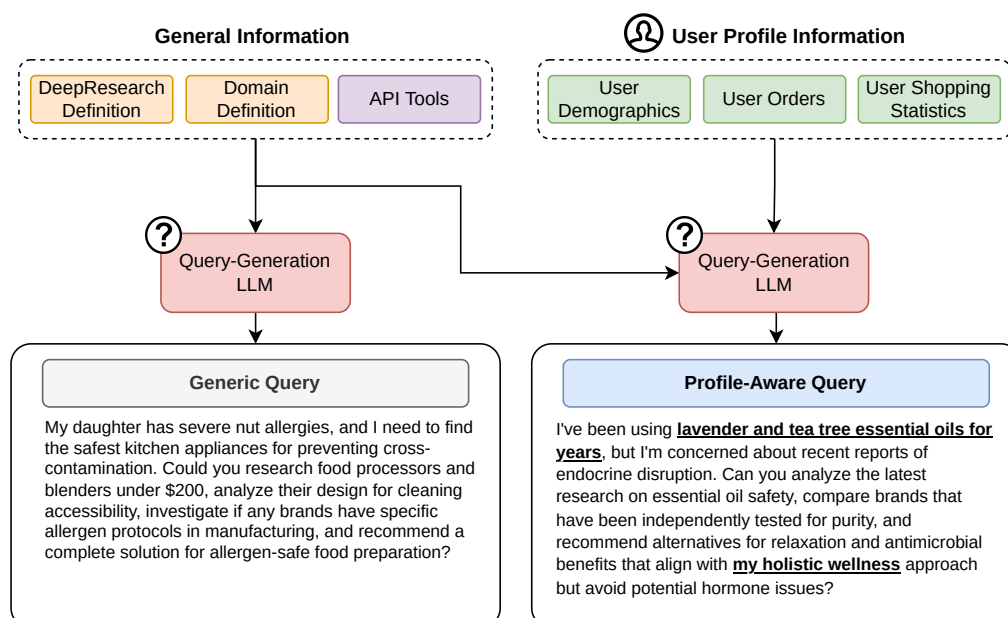 General Information
User Profile Information
DeepResearch
Definition
Domain
Definition
API Tools
User
Demographics
User Orders
User Shopping
Statistics
?
Query-Generation
LLM
?
Query-Generation
LLM
Generic Query
My daughter has severe nut allergies, and I need to find
the safest kitchen appliances for preventing cross-
contamination. Could you research food processors and
blenders under $200, analyze their design for cleaning
accessibility, investigate if any brands have specific
allergen protocols in manufacturing, and recommend a
complete solution for allergen-safe food preparation?
Profile-Aware Query
I've been using lavender and tea tree essential oils for
years, but I'm concerned about recent reports of
endocrine disruption. Can you analyze the latest
research on essential oil safety, compare brands that
have been independently tested for purity, and
recommend alternatives for relaxation and antimicrobial
benefits that align with my holistic wellness approach
but avoid potential hormone issues?